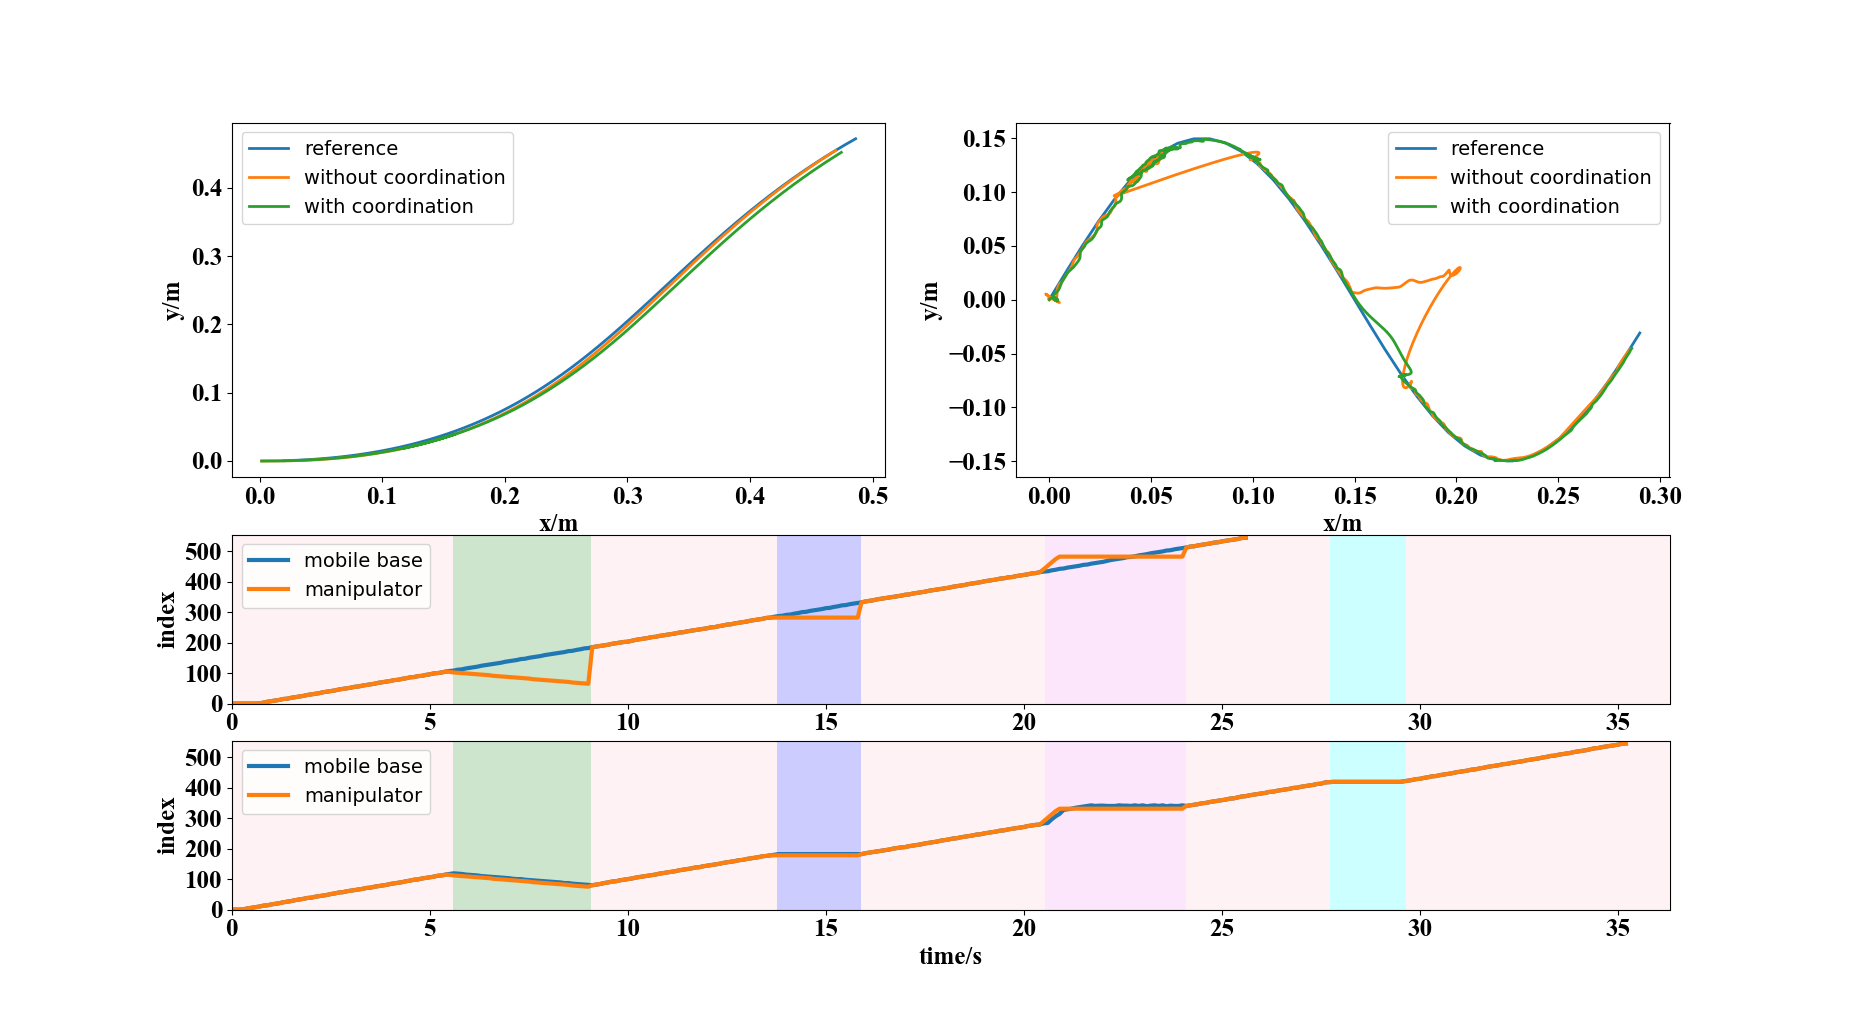 reference
without coordination
with coordination
y/m
0.4
0.3
0.2
0.1
0.0
0.0 0.1 0.2 0.3 0.4 0.5
x/m
reference
without coordination
with coordination
y/m
0.15
0.10
0.05
0.00
−0.05
−0.10
−0.15
0.00 0.05 0.10 0.15 0.20 0.25 0.30
x/m
mobile base
manipulator
index
500
400
300
200
100
0
0 5 10 15 20 25 30 35
mobile base
manipulator
index
500
400
300
200
100
0
0 5 10 15 20 25 30 35
time/s